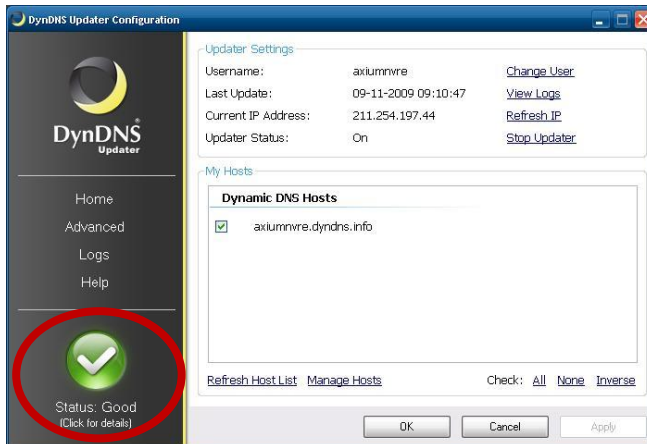 DynDNS Updater Configuration
DynDNS
Updater
Home
Advanced
Logs
Help
Status: Good
(Click for details)
Updater Settings
Username: axiumnvre Change User
Last Update: 09-11-2009 09:10:47 View Logs
Current IP Address: 211.254.197.44 Refresh IP
Updater Status: On Stop Updater
My Hosts
Dynamic DNS Hosts
axiumnvre.dyndns.info
Refresh Host List Manage Hosts Check: All None Inverse
OK Cancel Apply